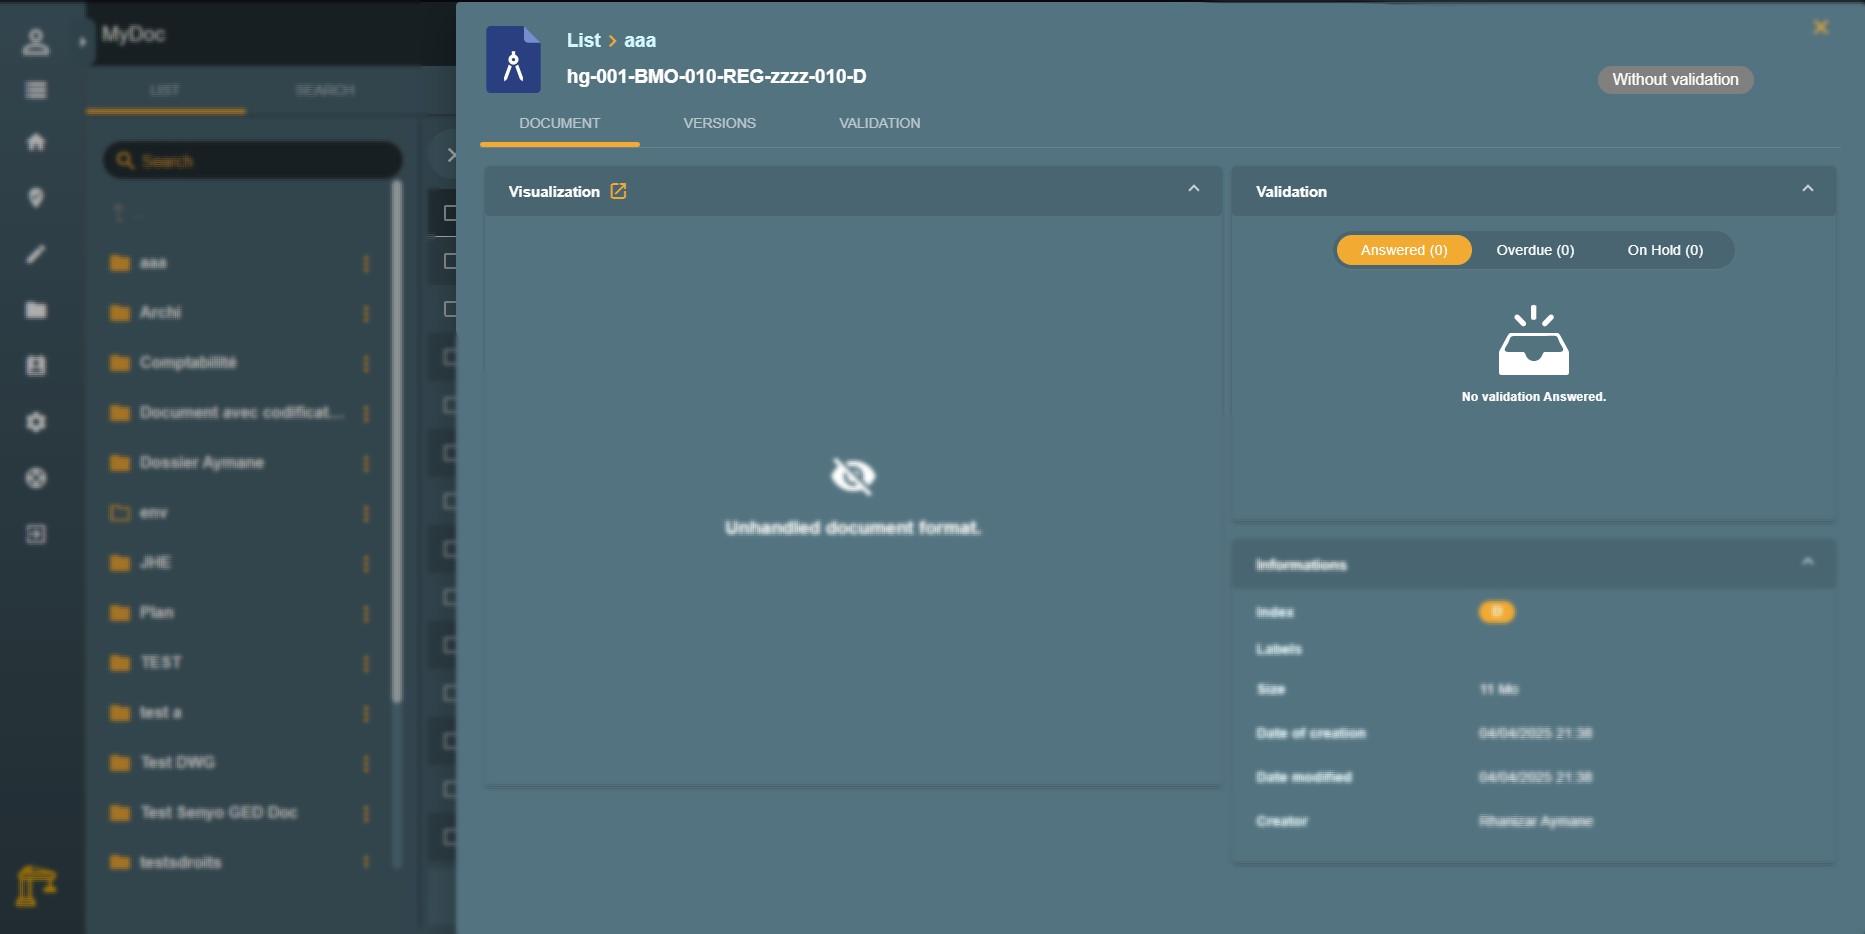 MyDoc
LIST
SEARCH
Search
..
aaa
Archi
Comptabilité
Document avec codificat...
Dossier Aymane
env
JHE
Plan
TEST
test a
Test DWG
Test Senyo GED Doc
testsdroits
List > aaa
hg-001-BMO-010-REG-zzzz-010-D
Without validation
DOCUMENT
VERSIONS
VALIDATION
Visualization
Unhandled document format.
Validation
Answered (0)
Overdue (0)
On Hold (0)
No validation Answered.
Informations
Index
D
Labels
Size
11 Mo
Date of creation
04/04/2025 21:38
Date modified
04/04/2025 21:38
Creator
Rhanizar Aymane